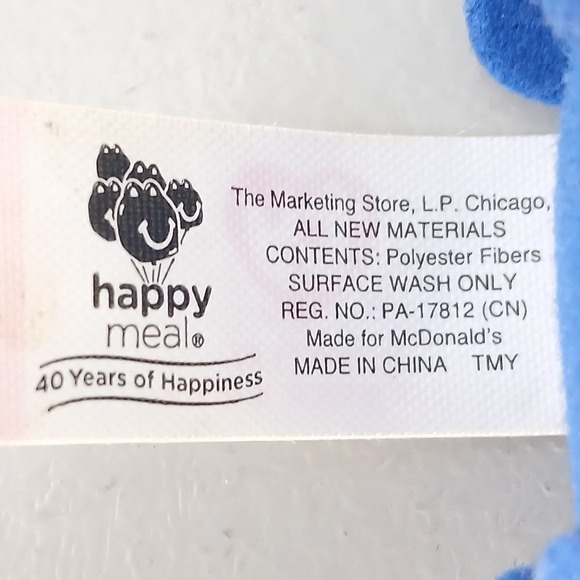 happy
meal®
40 Years of Happiness
The Marketing Store, L.P. Chicago,
ALL NEW MATERIALS
CONTENTS: Polyester Fibers
SURFACE WASH ONLY
REG. NO.: PA-17812 (CN)
Made for McDonald's
MADE IN CHINA TMY